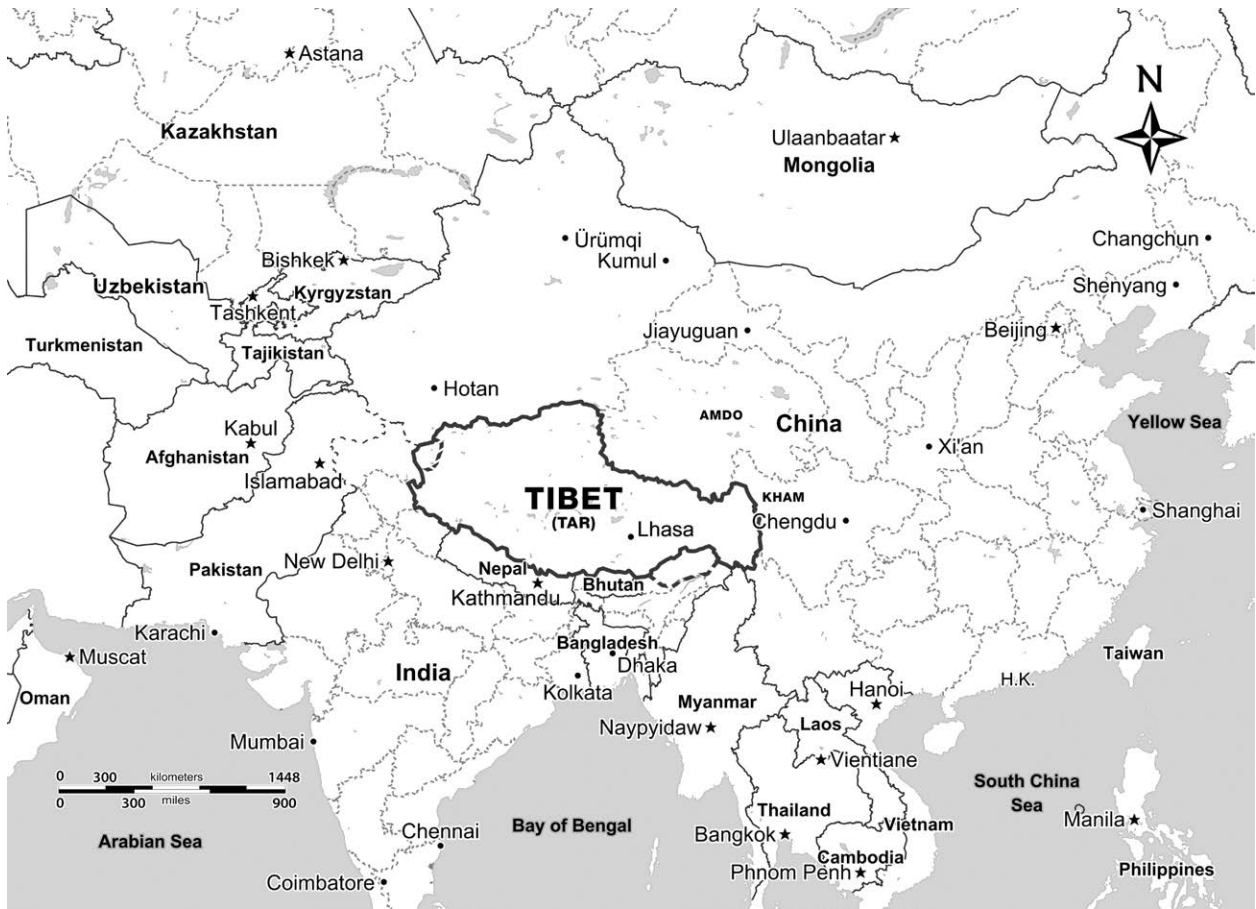 Astana
N
Kazakhstan
Ulaanbaatar
Mongolia
Ürümqi
Kumul
Changchun
Bishkek
Uzbekistan
Kyrgyzstan
Tashkent
Shenyang
Jiayuguan
Beijing
Turkmenistan
Tajikistan
Hotan
AMDO
China
Yellow Sea
Kabul
Afghanistan
Islamabad
Xi'an
TIBET
(TAR)
KHAM
Chengdu
Lhasa
Shanghai
New Delhi
Pakistan
Nepal
Kathmandu
Bhutan
Karachi
Muscat
Bangladesh
Dhaka
Taiwan
Oman
India
Kolkata
H.K.
Hanoi
Myanmar
Naypyidaw
Laos
Mumbai
Vientiane
0 300 kilometers 1448
0 300 miles 900
South China
Sea
Thailand
Manila
Arabian Sea
Chennai
Bay of Bengal
Bangkok
Vietnam
Cambodia
Phnom Penh
Philippines
Coimbatore